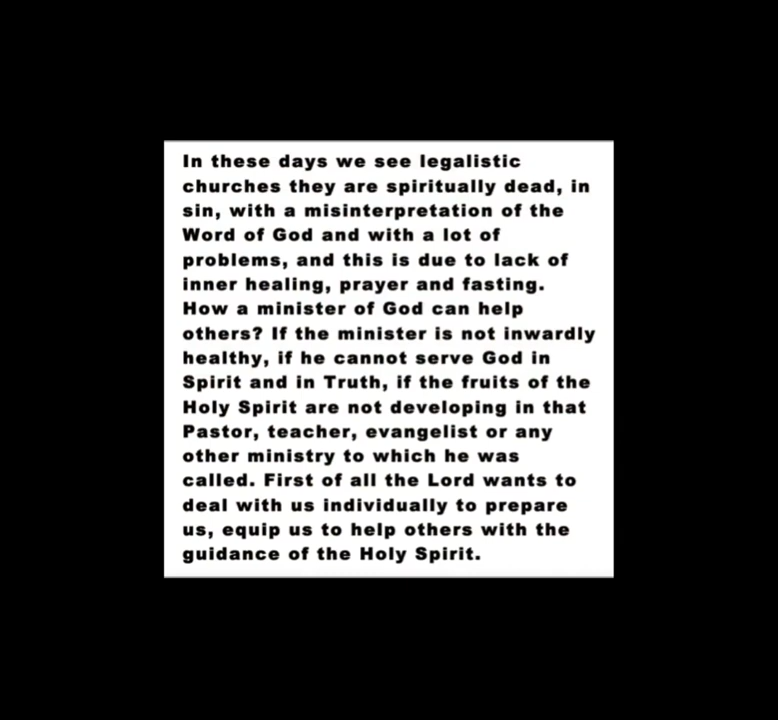 In these days we see legalistic
churches they are spiritually dead, in
sin, with a misinterpretation of the
Word of God and with a lot of
problems, and this is due to lack of
inner healing, prayer and fasting.
How a minister of God can help
others? If the minister is not inwardly
healthy, if he cannot serve God in
Spirit and in Truth, if the fruits of the
Holy Spirit are not developing in that
Pastor, teacher, evangelist or any
other ministry to which he was
called. First of all the Lord wants to
deal with us individually to prepare
us, equip us to help others with the
guidance of the Holy Spirit.